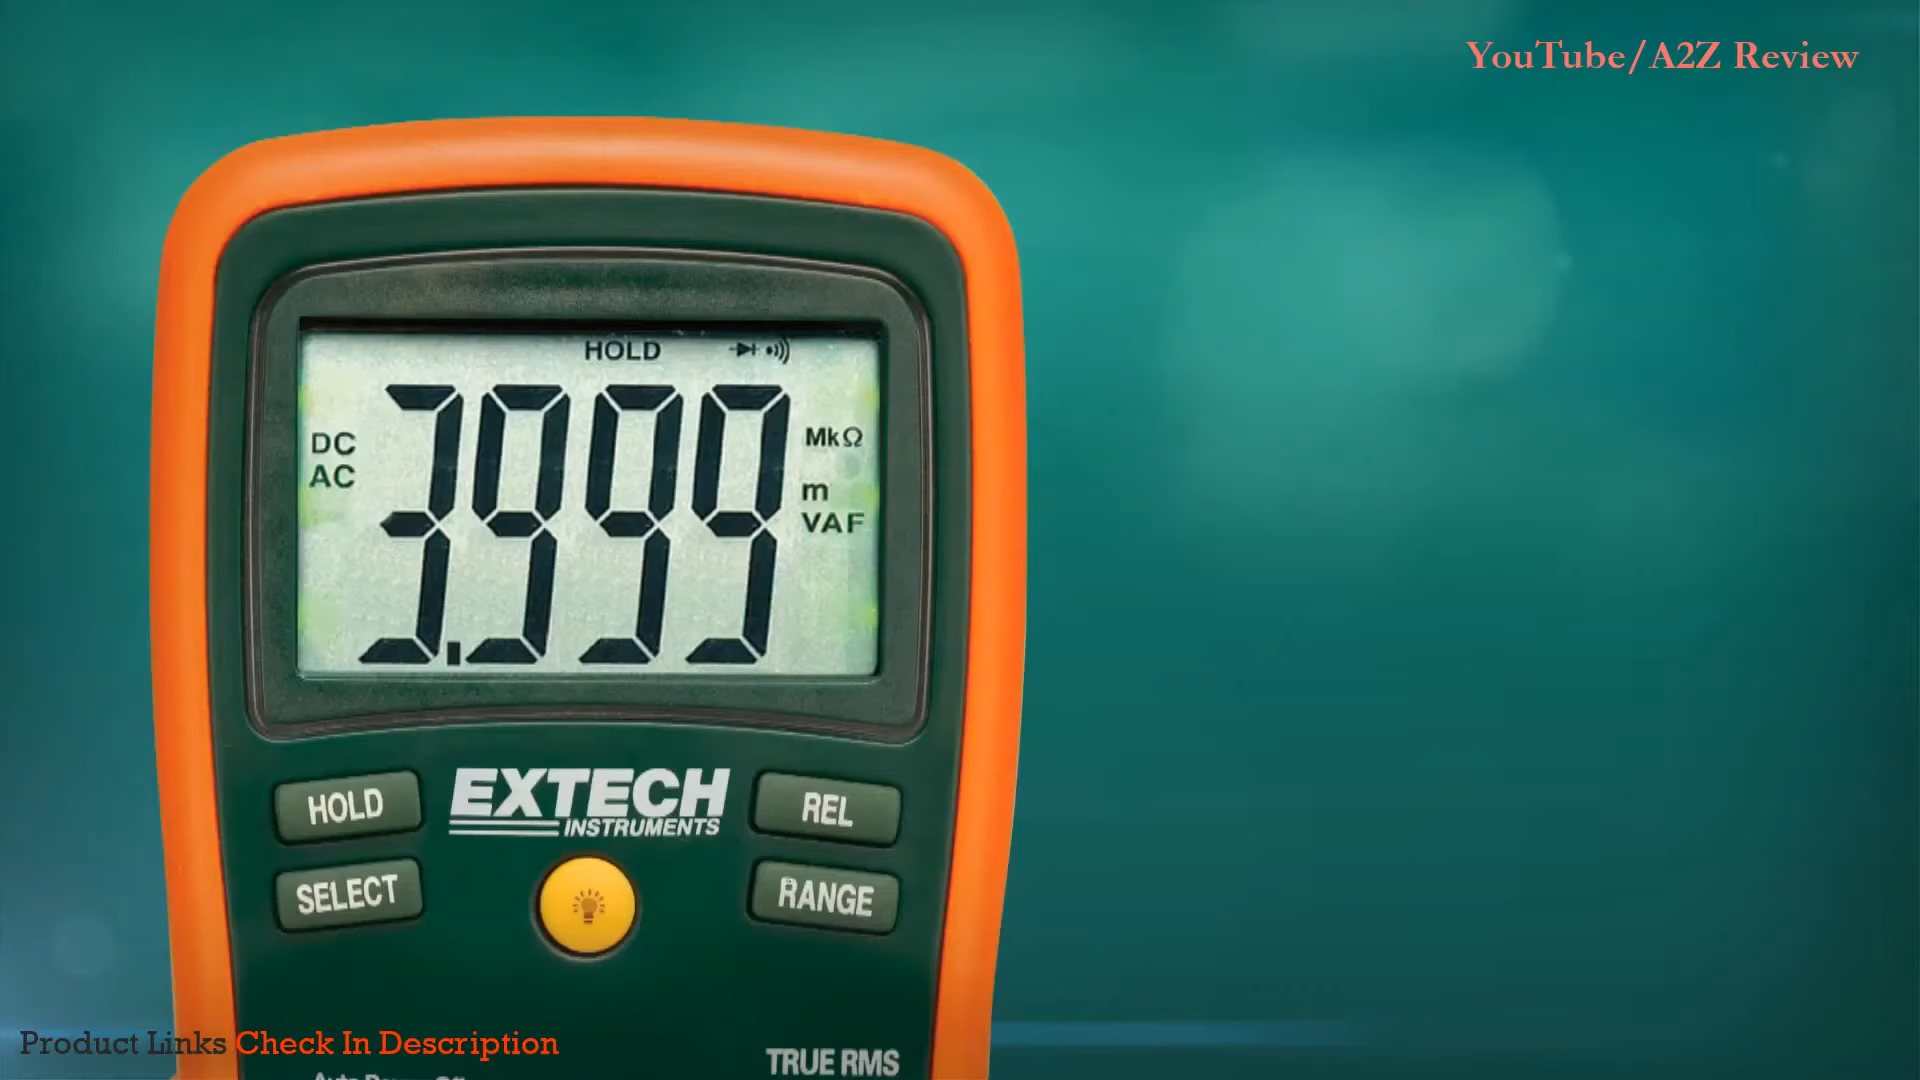 YouTube/A2Z Review
HOLD
DC
AC
3.999
MkΩ
m
VAF
HOLD
EXTECH
INSTRUMENTS
REL
SELECT
RANGE
Product Links Check In Description
TRUE RMS